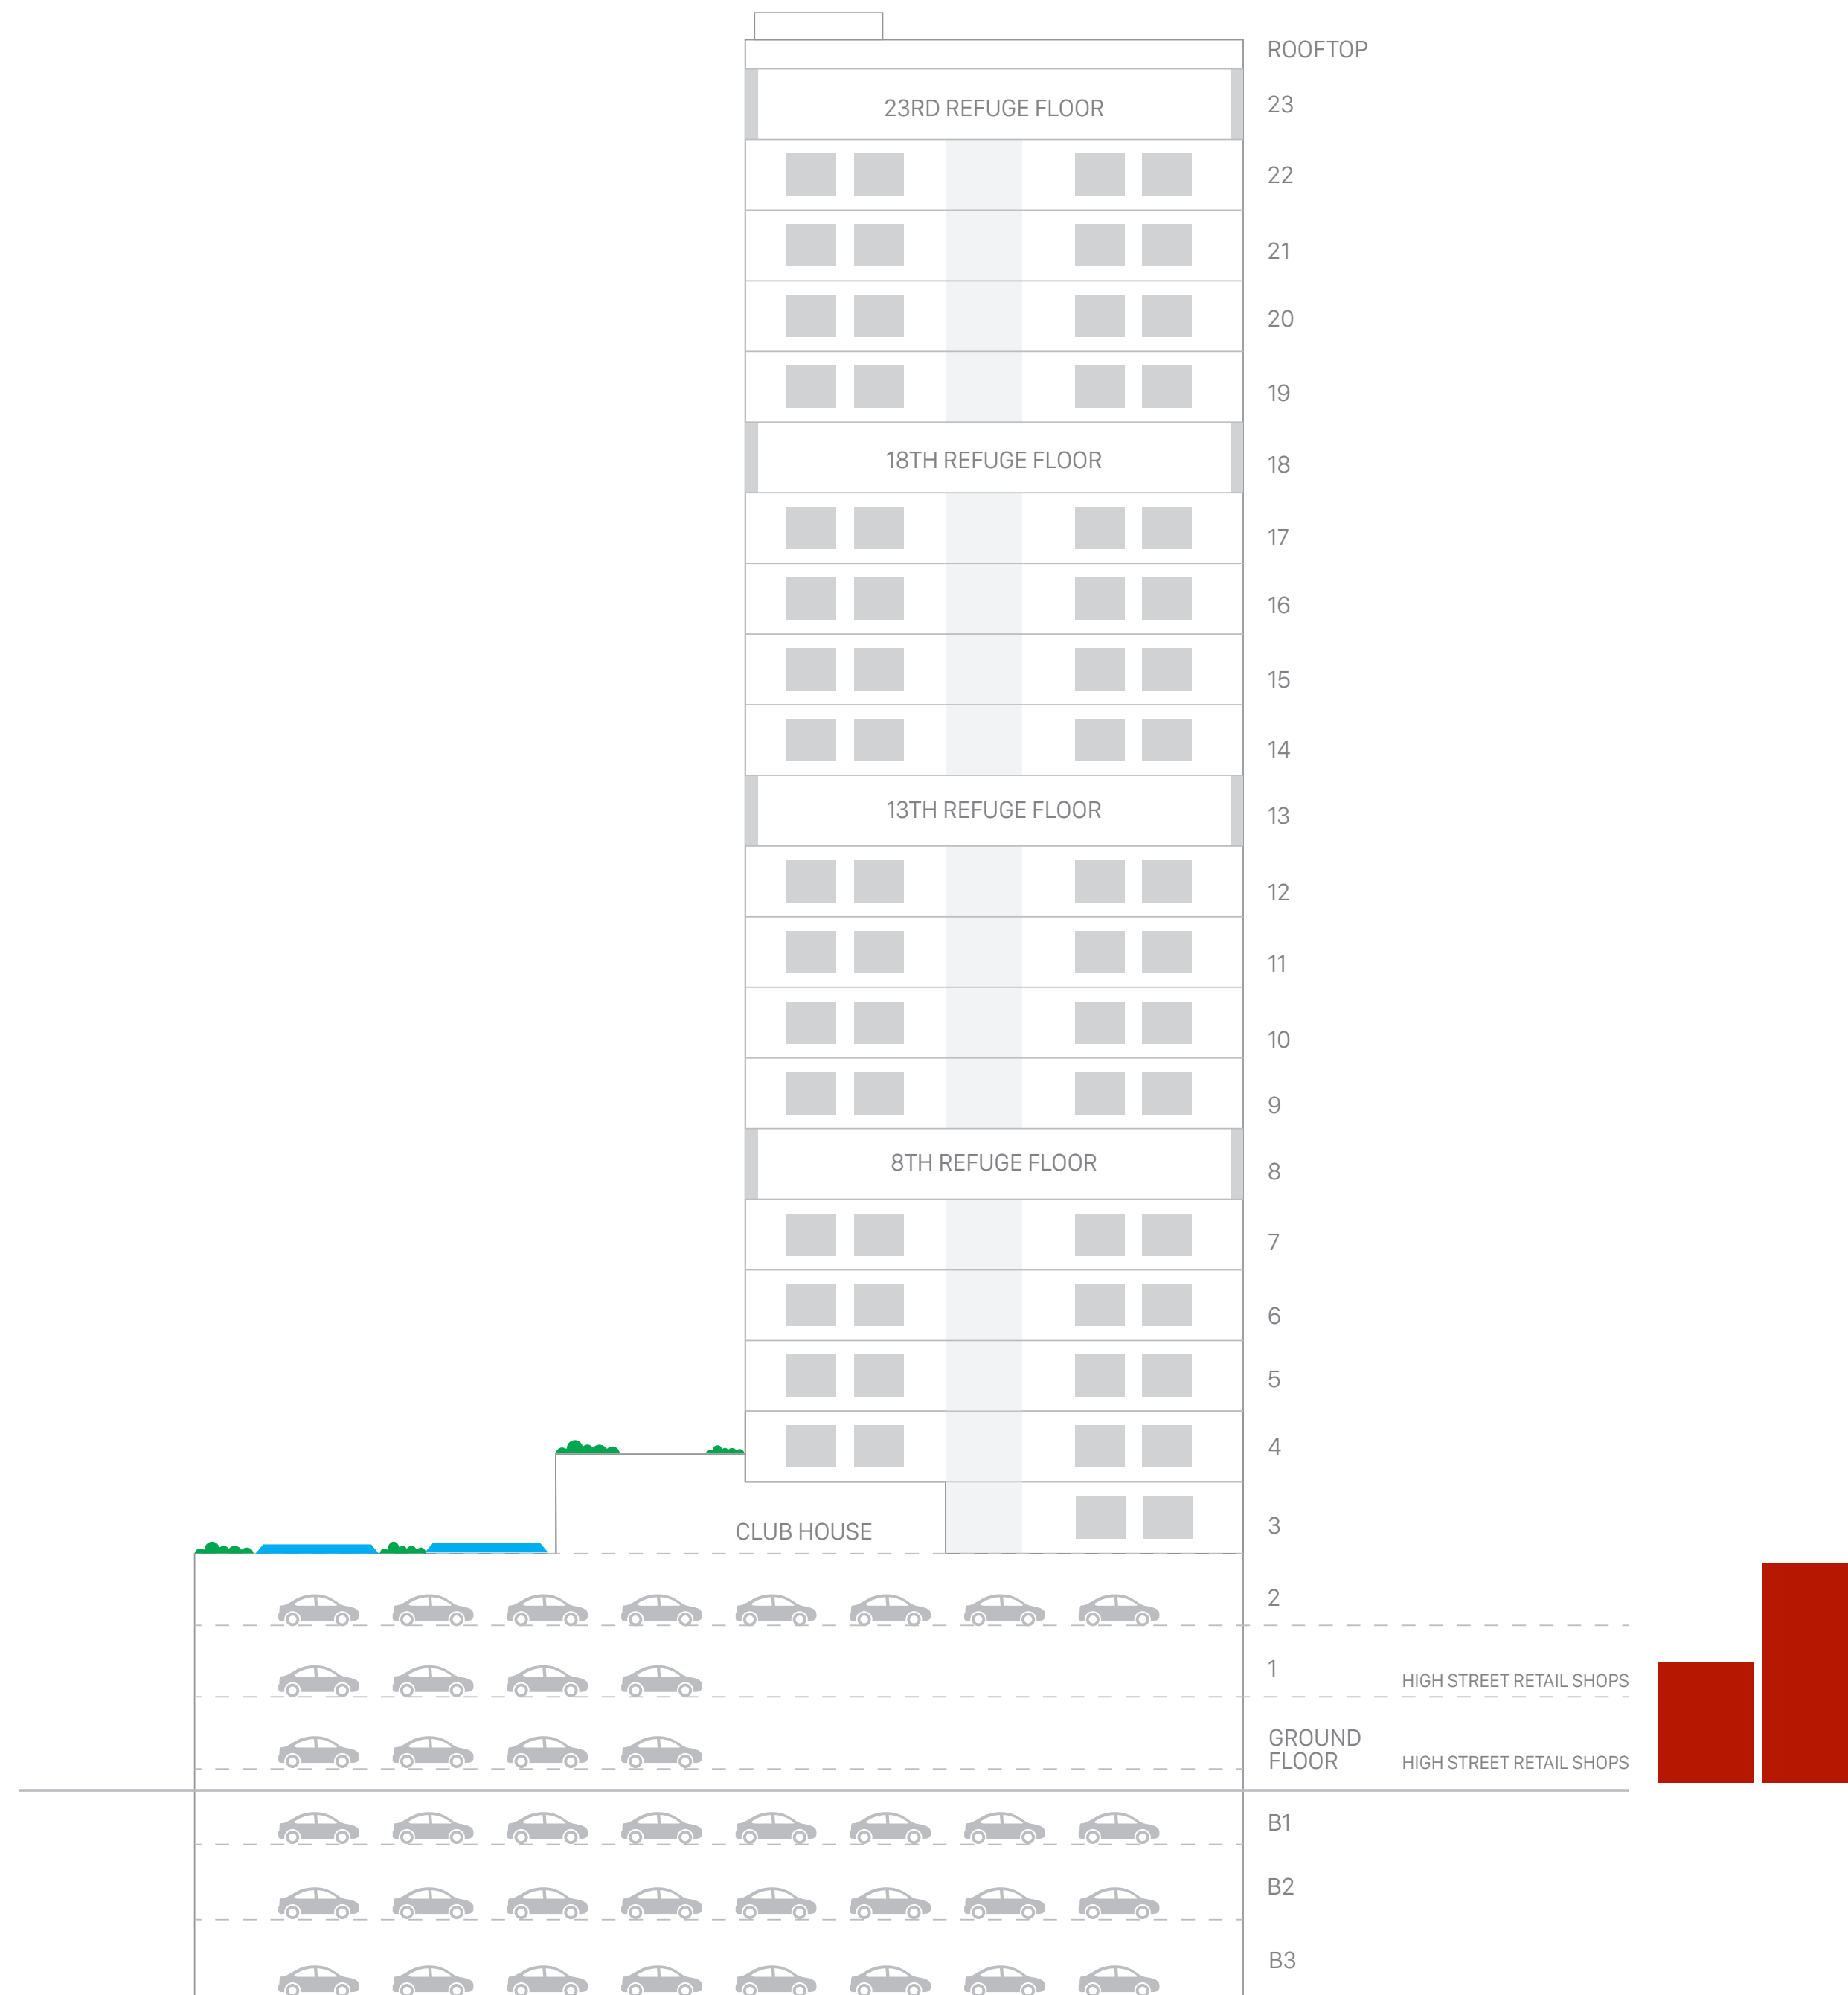 ROOFTOP
23RD REFUGE FLOOR
23
22
21
20
19
18TH REFUGE FLOOR
18
17
16
15
14
13TH REFUGE FLOOR
13
12
11
10
9
8TH REFUGE FLOOR
8
7
6
5
4
CLUB HOUSE
3
2
1
HIGH STREET RETAIL SHOPS
GROUND
FLOOR
HIGH STREET RETAIL SHOPS
B1
B2
B3